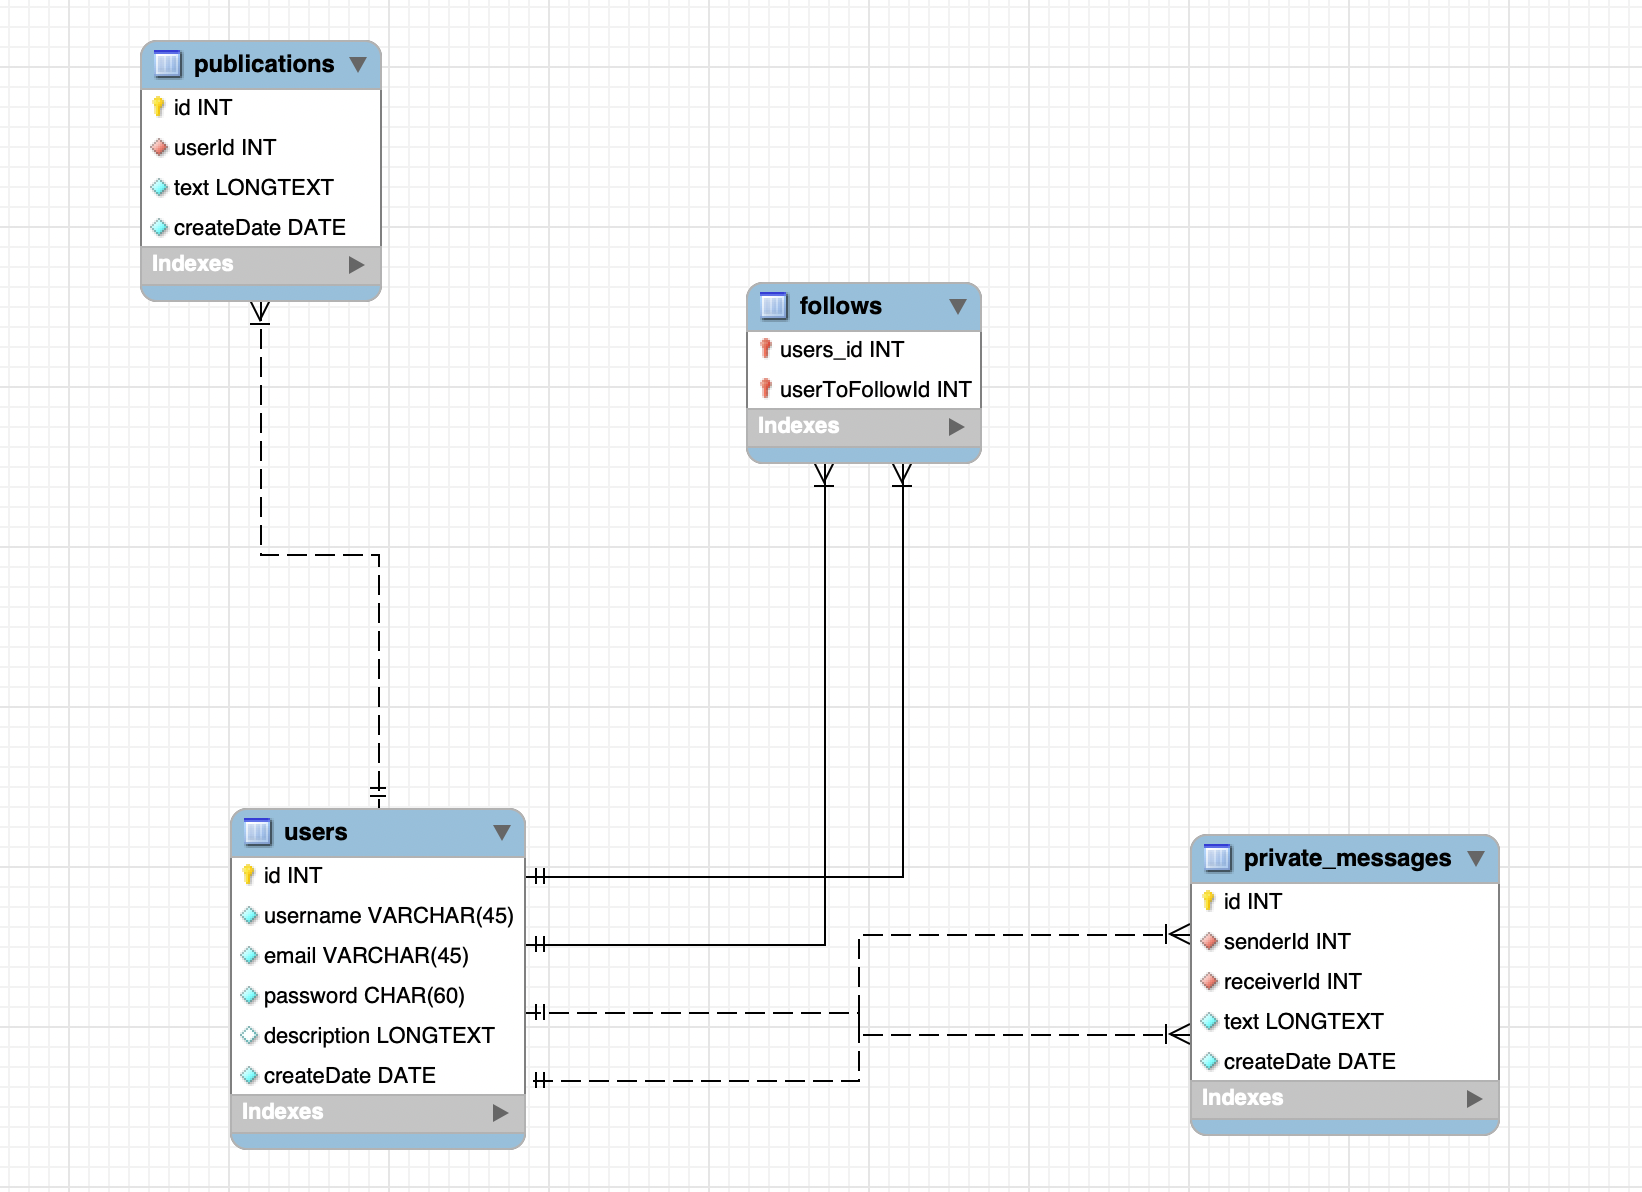 publications
id INT
userId INT
text LONGTEXT
createDate DATE
Indexes
follows
users_id INT
userToFollowId INT
Indexes
users
id INT
username VARCHAR(45)
email VARCHAR(45)
password CHAR(60)
description LONGTEXT
createDate DATE
Indexes
private_messages
id INT
senderId INT
receiverId INT
text LONGTEXT
createDate DATE
Indexes